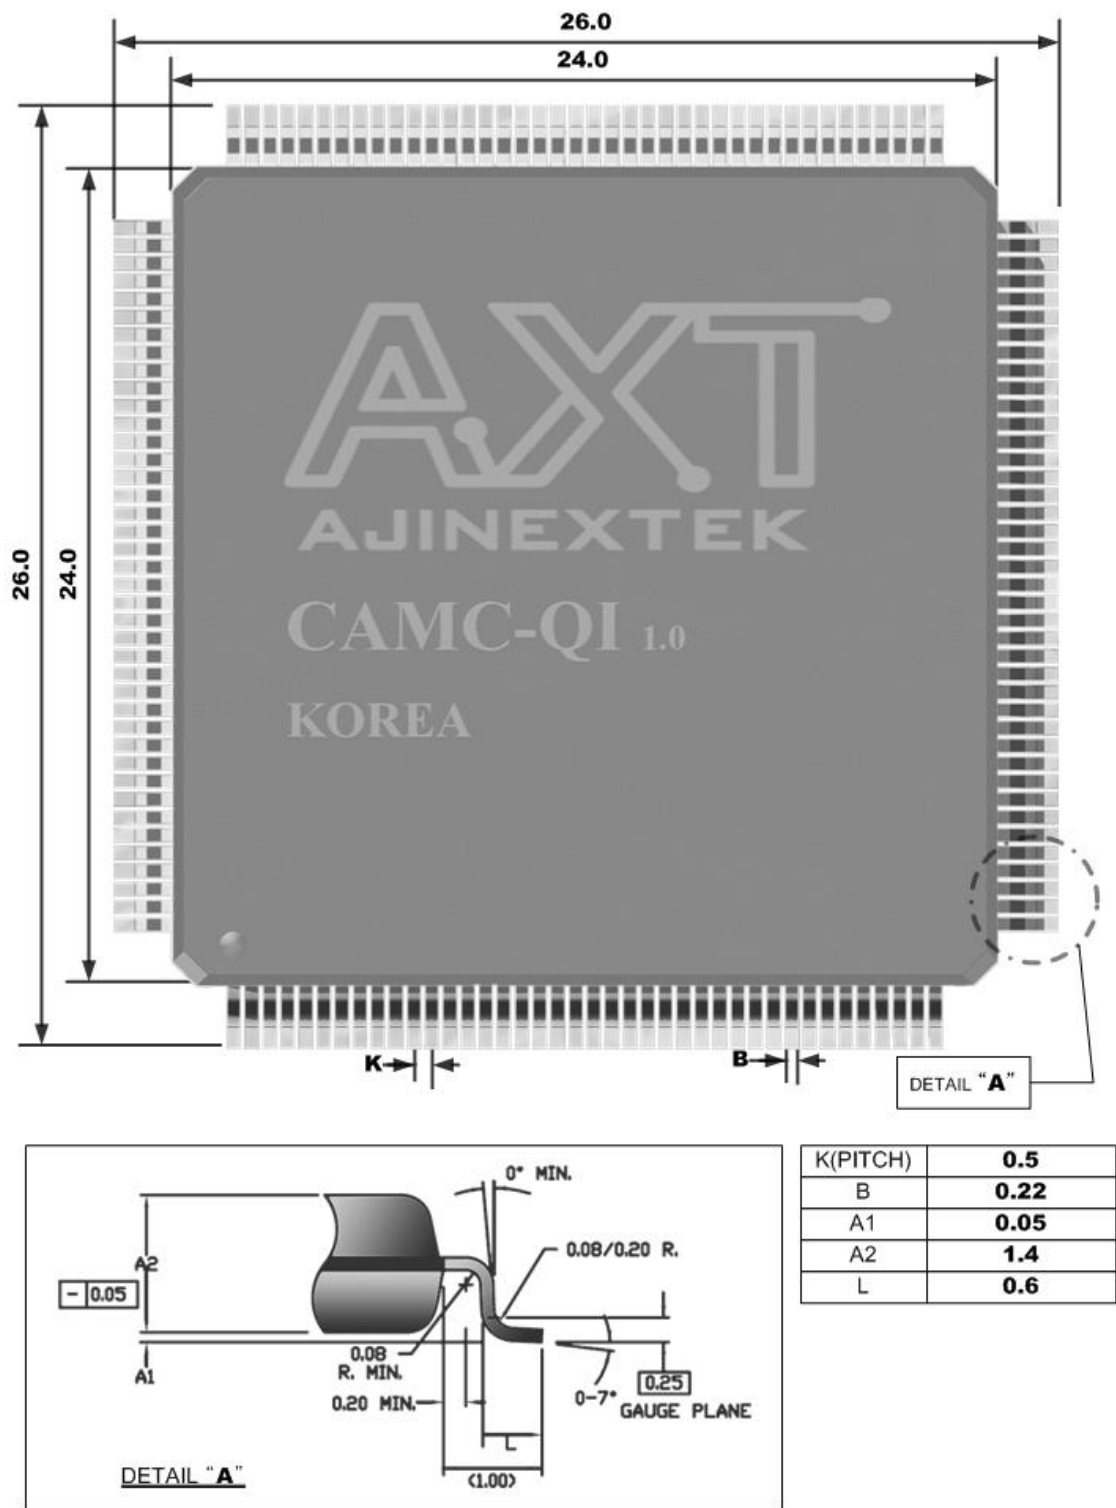 26.0
24.0
26.0
24.0
AXT
AJINEXTEK
CAMC-QI 1.0
KOREA
K
B
DETAIL "A"
K(PITCH) 0.5
B 0.22
A1 0.05
A2 1.4
L 0.6
0° MIN.
0.08/0.20 R.
A2
- 0.05
A1
0.08
R. MIN.
0.20 MIN.
0-7°
0.25
GAUGE PLANE
L
(1.00)
DETAIL "A"